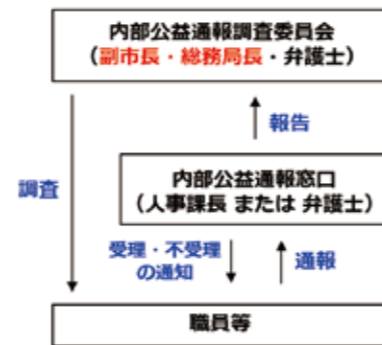 内部公益通報調査委員会
（副市長・総務局長・弁護士）
報告
調査
内部公益通報窓口
（人事課長 または 弁護士）
受理・不受理
の通知
通報
職員等